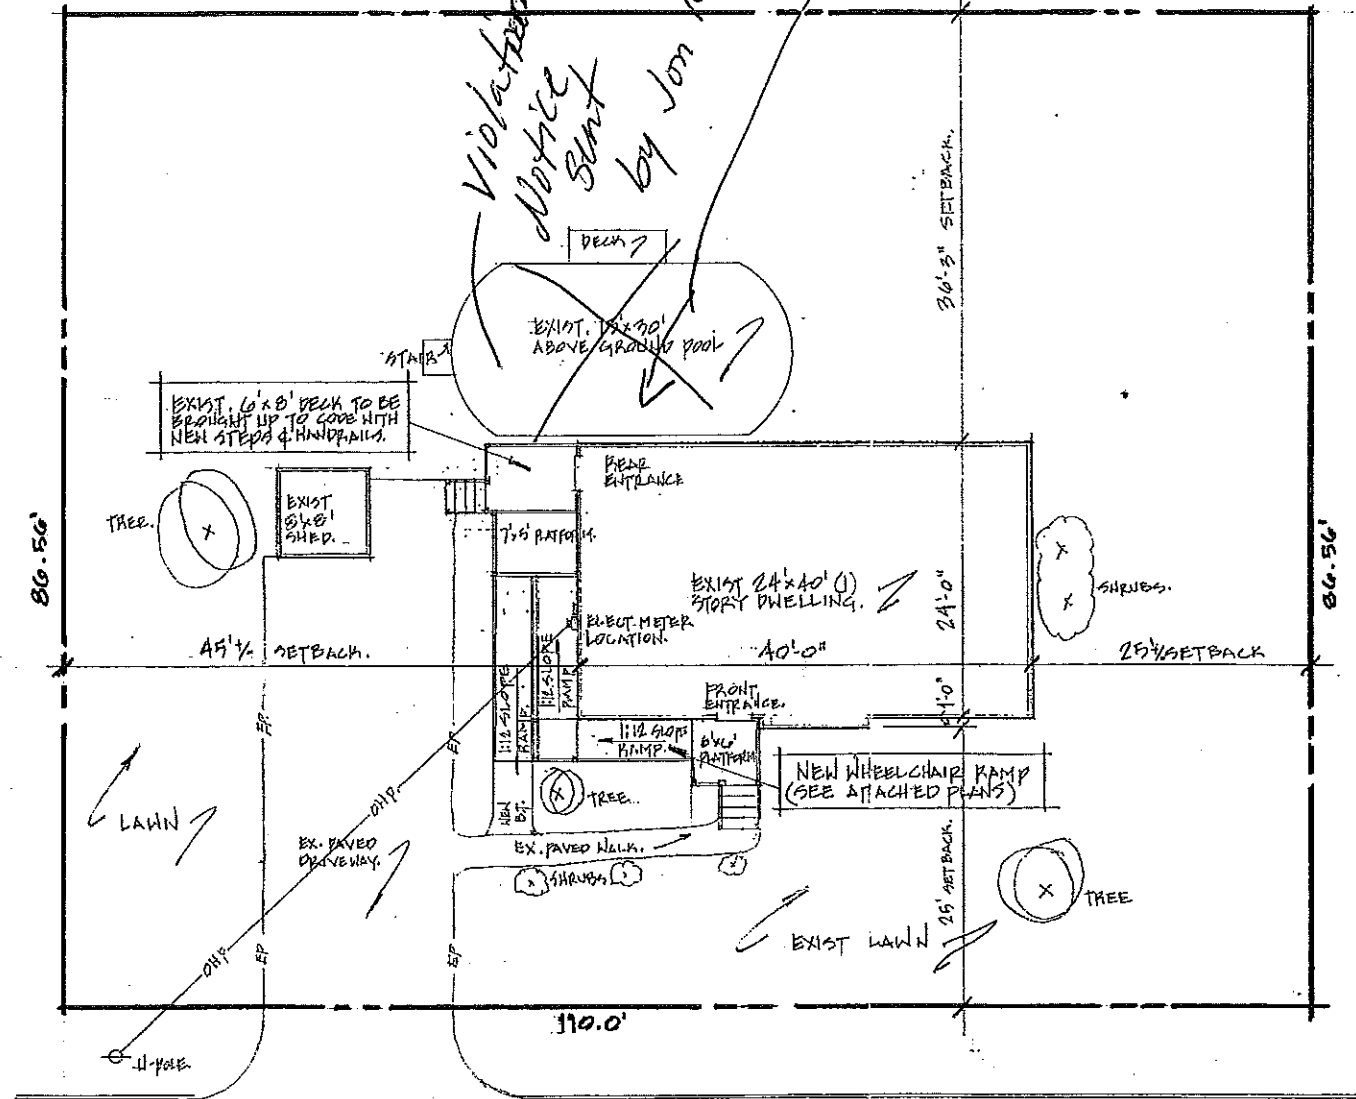 Violation
Notice
Sent
by Jon
36'-3" SETBACK.
DECK
EXIST. 15'x30'
ABOVE GROUND POOL
STAIR
EXIST. 6'x8' DECK TO BE
BROUGHT UP TO CODE WITH
NEW STEPS & HANDRAILS.
REAR
ENTRANCE
TREE.
EXIST
8'x8'
SHED.
7'x5' PLATFORM.
86.56'
86.56'
EXIST 24'x40' (1)
STORY DWELLING.
24'-0"
SHRUBS.
ELECT. METER
LOCATION.
45'± SETBACK.
40'-0"
25'± SETBACK
1:12 SLOPE
RAMP
1:12 SLOPE
RAMP.
FRONT
ENTRANCE.
1:12 SLOPE
RAMP.
6'x6'
PLATFORM
EP
EP
NEW WHEELCHAIR RAMP
(SEE ATTACHED PLANS)
LAWN
OHP.
NEW
BIT.
TREE.
EX. PAVED
DRIVEWAY.
EX. PAVED WALK.
SHRUBS
25' SETBACK.
TREE
EXIST LAWN
OHP.
EP
EP
110.0'
U-POLE.